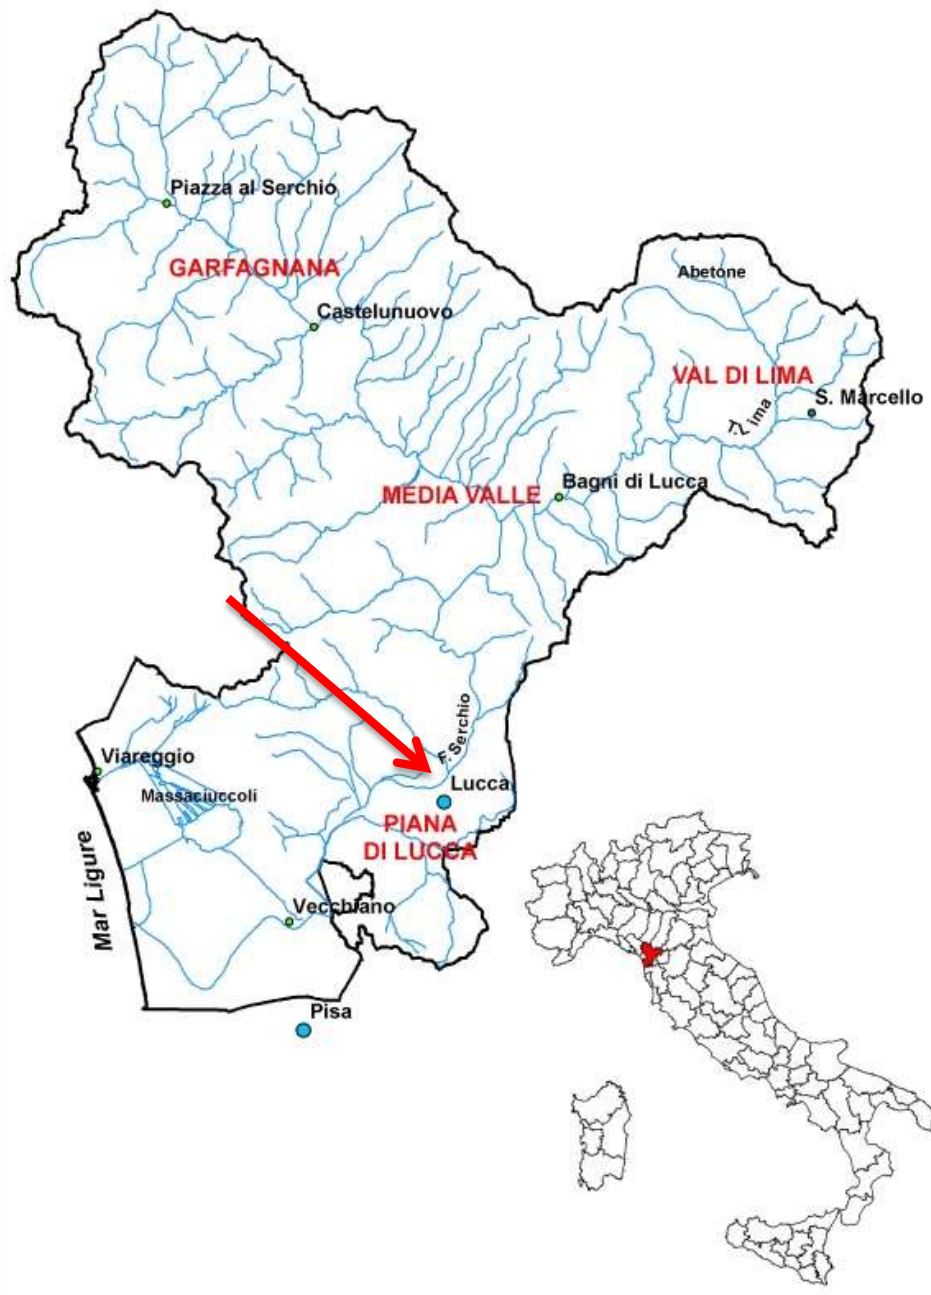 Piazza al Serchio
GARFAGNANA
Abetone
Castelunuovo
VAL DI LIMA
S. Marcello
T. Lima
Bagni di Lucca
MEDIA VALLE
F. Serchio
Viareggio
Lucca
Massaciuccoli
PIANA
DI LUCCA
Mar Ligure
Vecchiano
Pisa